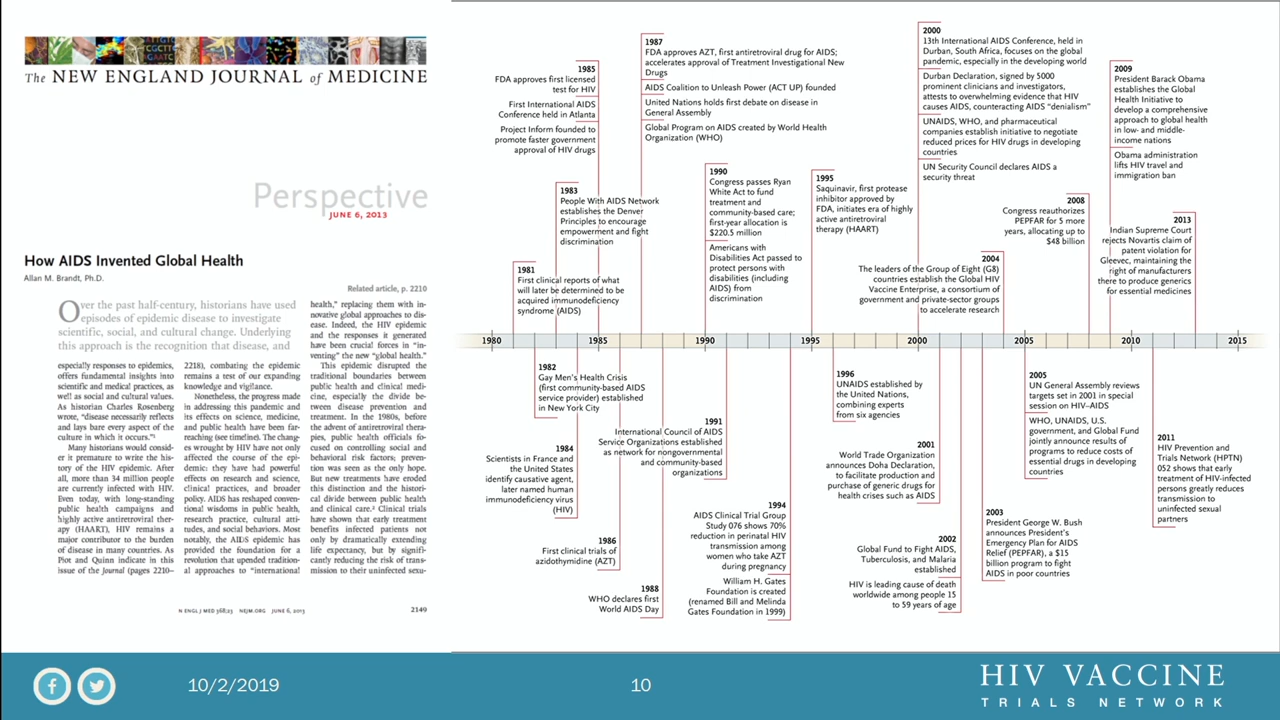 The NEW ENGLAND JOURNAL of MEDICINE
Perspective
JUNE 6, 2013
How AIDS Invented Global Health
Allan M. Brandt, Ph.D.
Related article, p. 2210
Over the past half-century, historians have used
episodes of epidemic disease to investigate
scientific, social, and cultural change. Underlying
this approach is the recognition that disease, and
especially responses to epidemics,
offers fundamental insights into
scientific and medical practices, as
well as social and cultural values.
As historian Charles Rosenberg
wrote, "disease necessarily reflects
and lays bare every aspect of the
culture in which it occurs."¹
Many historians would consid-
er it premature to write the his-
tory of the HIV epidemic. After
all, more than 34 million people
are currently infected with HIV.
Even today, with long-standing
public health campaigns and
highly active antiretroviral ther-
apy (HAART), HIV remains a
major contributor to the burden
of disease in many countries. As
Piot and Quinn indicate in this
issue of the Journal (pages 2210–
2218), combating the epidemic
remains a test of our expanding
knowledge and vigilance.
Nonetheless, the progress made
in addressing this pandemic and
its effects on science, medicine,
and public health have been far-
reaching (see timeline). The chang-
es wrought by HIV have not only
affected the course of the epi-
demic: they have had powerful
effects on research and science,
clinical practices, and broader
policy. AIDS has reshaped conven-
tional wisdoms in public health,
research practice, cultural atti-
tudes, and social behaviors. Most
notably, the AIDS epidemic has
provided the foundation for a
revolution that upended tradition-
al approaches to "international
health," replacing them with in-
novative global approaches to dis-
ease. Indeed, the HIV epidemic
and the responses it generated
have been crucial forces in "in-
venting" the new "global health."
This epidemic disrupted the
traditional boundaries between
public health and clinical medi-
cine, especially the divide be-
tween disease prevention and
treatment. In the 1980s, before
the advent of antiretroviral thera-
pies, public health officials fo-
cused on controlling social and
behavioral risk factors; preven-
tion was seen as the only hope.
But new treatments have eroded
this distinction and the histori-
cal divide between public health
and clinical care.² Clinical trials
have shown that early treatment
benefits infected patients not
only by dramatically extending
life expectancy, but by signifi-
cantly reducing the risk of trans-
mission to their uninfected sexu-
N ENGL J MED 368;23 NEJM.ORG JUNE 6, 2013
2149
1985
FDA approves first licensed
test for HIV
First International AIDS
Conference held in Atlanta
Project Inform founded to
promote faster government
approval of HIV drugs
1987
FDA approves AZT, first antiretroviral drug for AIDS;
accelerates approval of Treatment Investigational New
Drugs
AIDS Coalition to Unleash Power (ACT UP) founded
United Nations holds first debate on disease in
General Assembly
Global Program on AIDS created by World Health
Organization (WHO)
2000
13th International AIDS Conference, held in
Durban, South Africa, focuses on the global
pandemic, especially in the developing world
Durban Declaration, signed by 5000
prominent clinicians and investigators,
attests to overwhelming evidence that HIV
causes AIDS, counteracting AIDS "denialism"
UNAIDS, WHO, and pharmaceutical
companies establish initiative to negotiate
reduced prices for HIV drugs in developing
countries
UN Security Council declares AIDS a
security threat
2009
President Barack Obama
establishes the Global
Health Initiative to
develop a comprehensive
approach to global health
in low- and middle-
income nations
Obama administration
lifts HIV travel and
immigration ban
1983
People With AIDS Network
establishes the Denver
Principles to encourage
empowerment and fight
discrimination
1990
Congress passes Ryan
White Act to fund
treatment and
community-based care;
first-year allocation is
$220.5 million
Americans with
Disabilities Act passed to
protect persons with
disabilities (including
AIDS) from
discrimination
1995
Saquinavir, first protease
inhibitor approved by
FDA, initiates era of highly
active antiretroviral
therapy (HAART)
2008
Congress reauthorizes
PEPFAR for 5 more
years, allocating up to
$48 billion
2013
Indian Supreme Court
rejects Novartis claim of
patent violation for
Gleevec, maintaining the
right of manufacturers
there to produce generics
for essential medicines
1981
First clinical reports of what
will later be determined to be
acquired immunodeficiency
syndrome (AIDS)
2004
The leaders of the Group of Eight (G8)
countries establish the Global HIV
Vaccine Enterprise, a consortium of
government and private-sector groups
to accelerate research
1980 1985 1990 1995 2000 2005 2010 2015
1982
Gay Men's Health Crisis
(first community-based AIDS
service provider) established
in New York City
1984
Scientists in France and
the United States
identify causative agent,
later named human
immunodeficiency virus
(HIV)
1986
First clinical trials of
azidothymidine (AZT)
1988
WHO declares first
World AIDS Day
1991
International Council of AIDS
Service Organizations established
as network for nongovernmental
and community-based
organizations
1994
AIDS Clinical Trial Group
Study 076 shows 70%
reduction in perinatal HIV
transmission among
women who take AZT
during pregnancy
William H. Gates
Foundation is created
(renamed Bill and Melinda
Gates Foundation in 1999)
1996
UNAIDS established by
the United Nations,
combining experts
from six agencies
2001
World Trade Organization
announces Doha Declaration,
to facilitate production and
purchase of generic drugs for
health crises such as AIDS
2002
Global Fund to Fight AIDS,
Tuberculosis, and Malaria
established
HIV is leading cause of death
worldwide among people 15
to 59 years of age
2003
President George W. Bush
announces President's
Emergency Plan for AIDS
Relief (PEPFAR), a $15
billion program to fight
AIDS in poor countries
2005
UN General Assembly reviews
targets set in 2001 in special
session on HIV–AIDS
WHO, UNAIDS, U.S.
government, and Global Fund
jointly announce results of
programs to reduce costs of
essential drugs in developing
countries
2011
HIV Prevention and
Trials Network (HPTN)
052 shows that early
treatment of HIV-infected
persons greatly reduces
transmission to
uninfected sexual
partners
10/2/2019
10
HIV VACCINE
TRIALS NETWORK